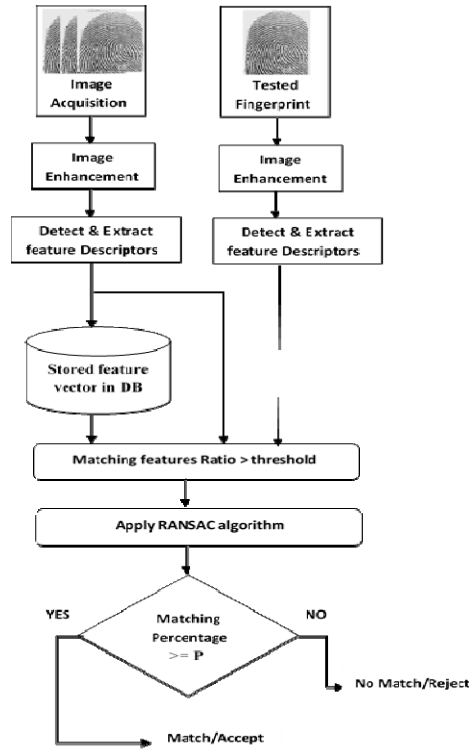 Image
Acquisition
Tested
Fingerprint
Image
Enhancement
Image
Enhancement
Detect & Extract
feature Descriptors
Detect & Extract
feature Descriptors
Stored feature
vector in DB
Matching features Ratio > threshold
Apply RANSAC algorithm
YES
NO
Matching
Percentage
>= P
No Match/Reject
Match/Accept